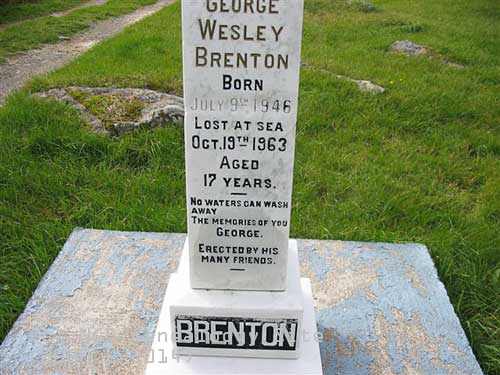 GEORGE
WESLEY
BRENTON
BORN
JULY 9TH 1946
LOST AT SEA
OCT. 19TH 1963
AGED
17 YEARS.
NO WATERS CAN WASH
AWAY
THE MEMORIES OF YOU
GEORGE.
ERECTED BY HIS
MANY FRIENDS.
BRENTON